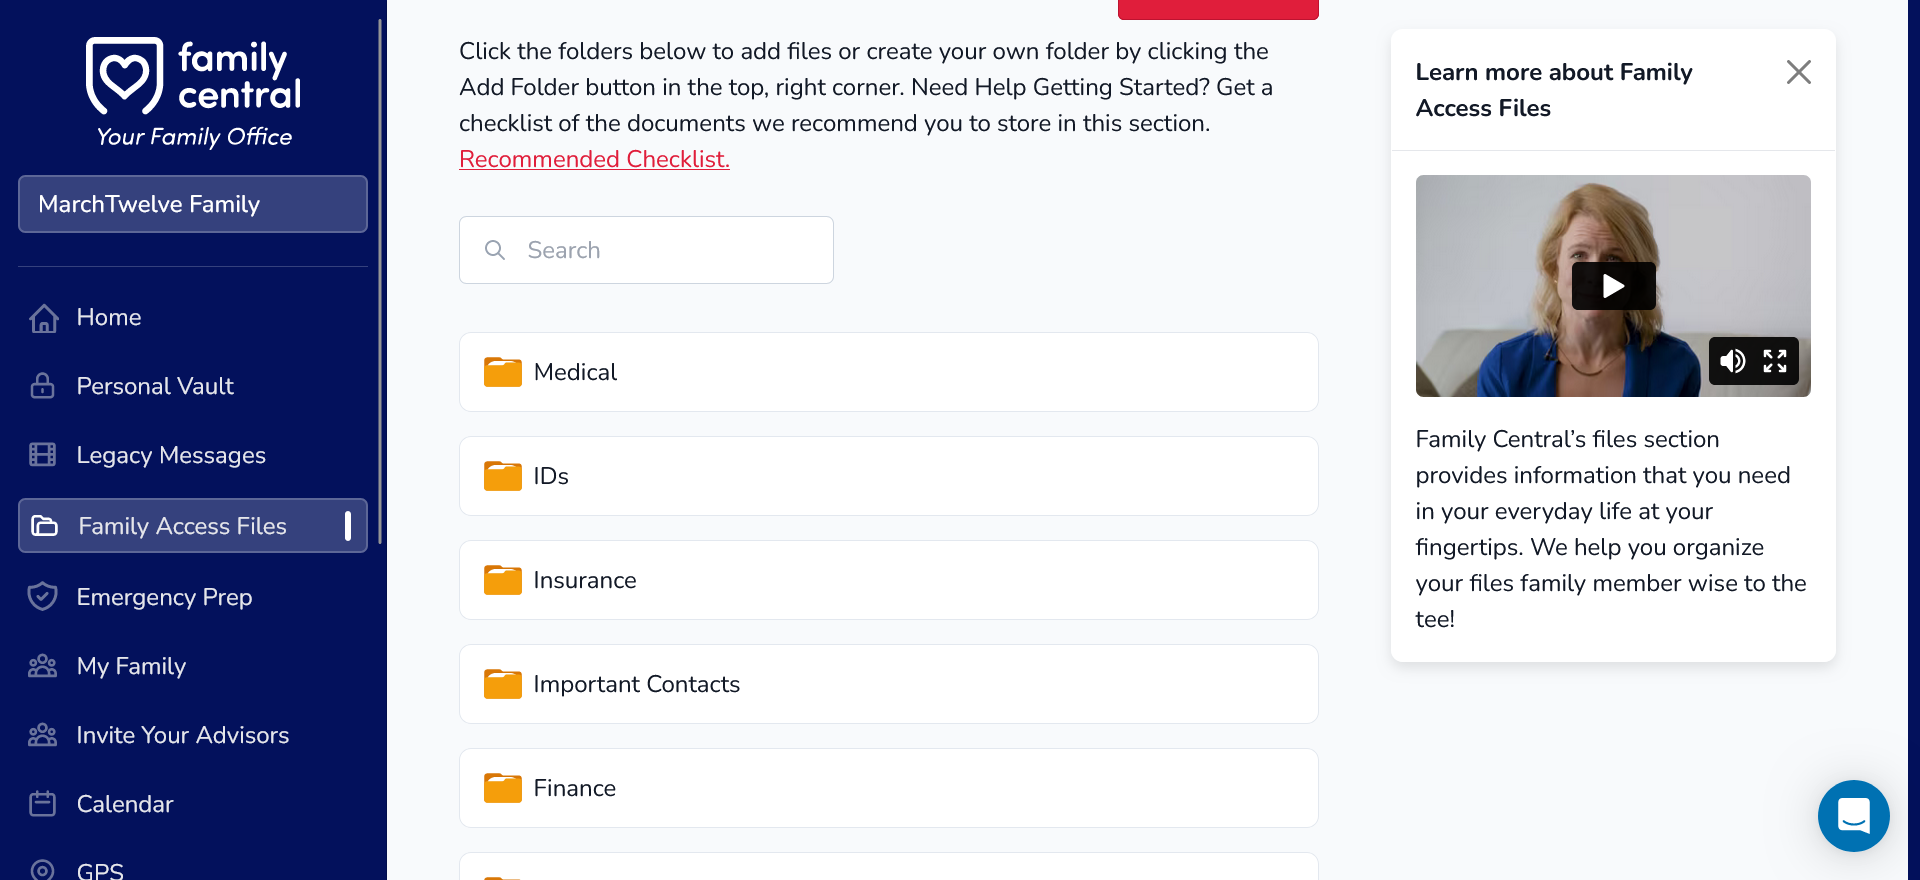 family
central
Your Family Office
MarchTwelve Family
Home
Personal Vault
Legacy Messages
Family Access Files
Emergency Prep
My Family
Invite Your Advisors
Calendar
GPS
Click the folders below to add files or create your own folder by clicking the
Add Folder button in the top, right corner. Need Help Getting Started? Get a
checklist of the documents we recommend you to store in this section.
Recommended Checklist.
Search
Medical
IDs
Insurance
Important Contacts
Finance
Learn more about Family
Access Files
Family Central’s files section
provides information that you need
in your everyday life at your
fingertips. We help you organize
your files family member wise to the
tee!